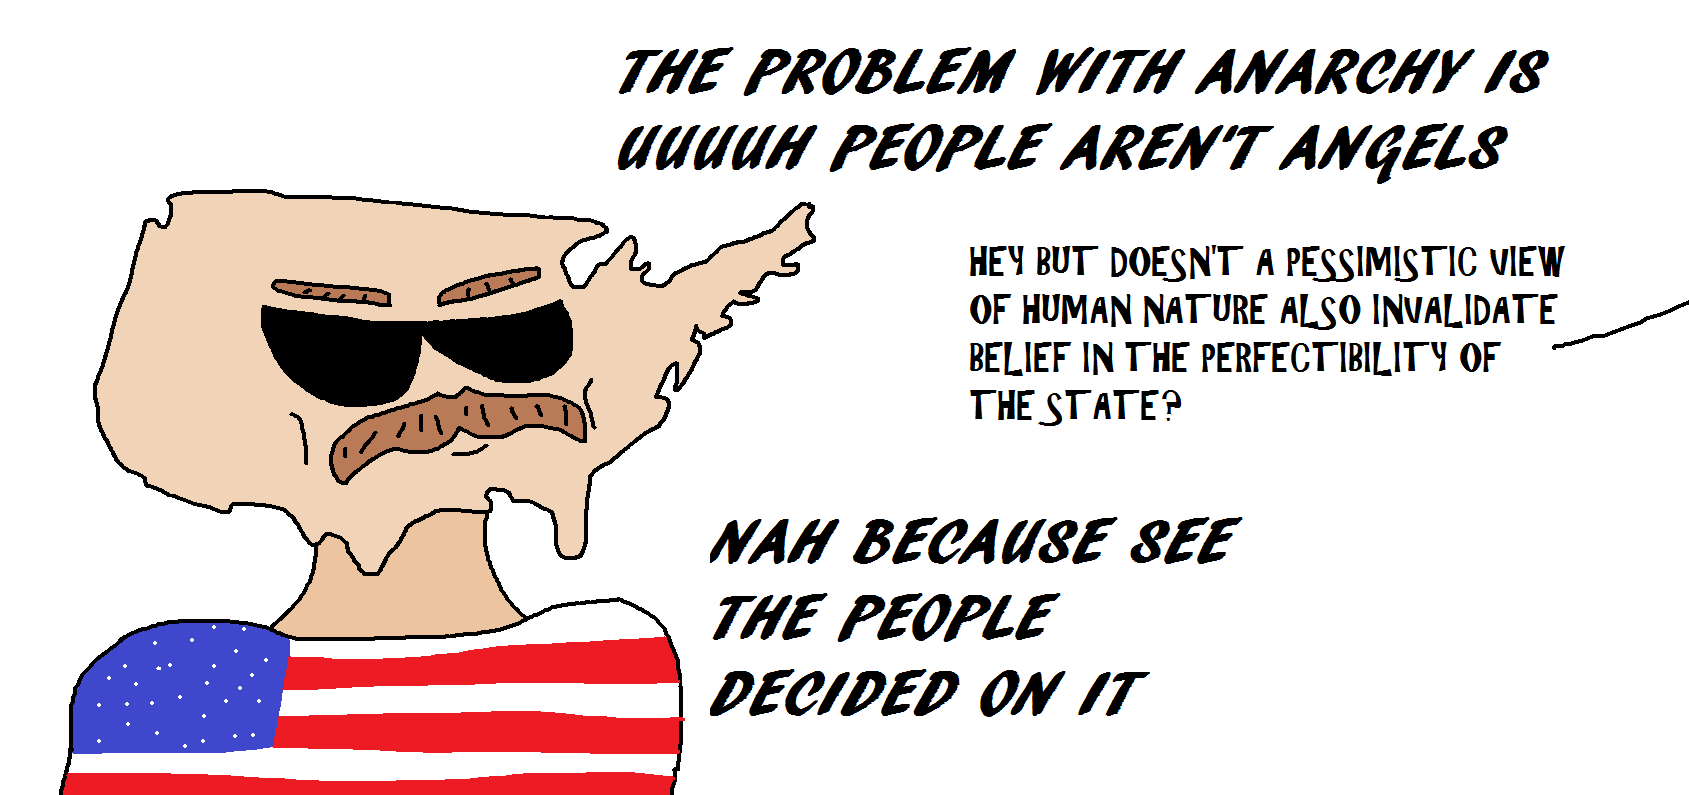 THE PROBLEM WITH ANARCHY IS
UUUUH PEOPLE AREN'T ANGELS
HEY BUT DOESN'T A PESSIMISTIC VIEW
OF HUMAN NATURE ALSO INVALIDATE
BELIEF IN THE PERFECTIBILITY OF
THE STATE?
NAH BECAUSE SEE
THE PEOPLE
DECIDED ON IT